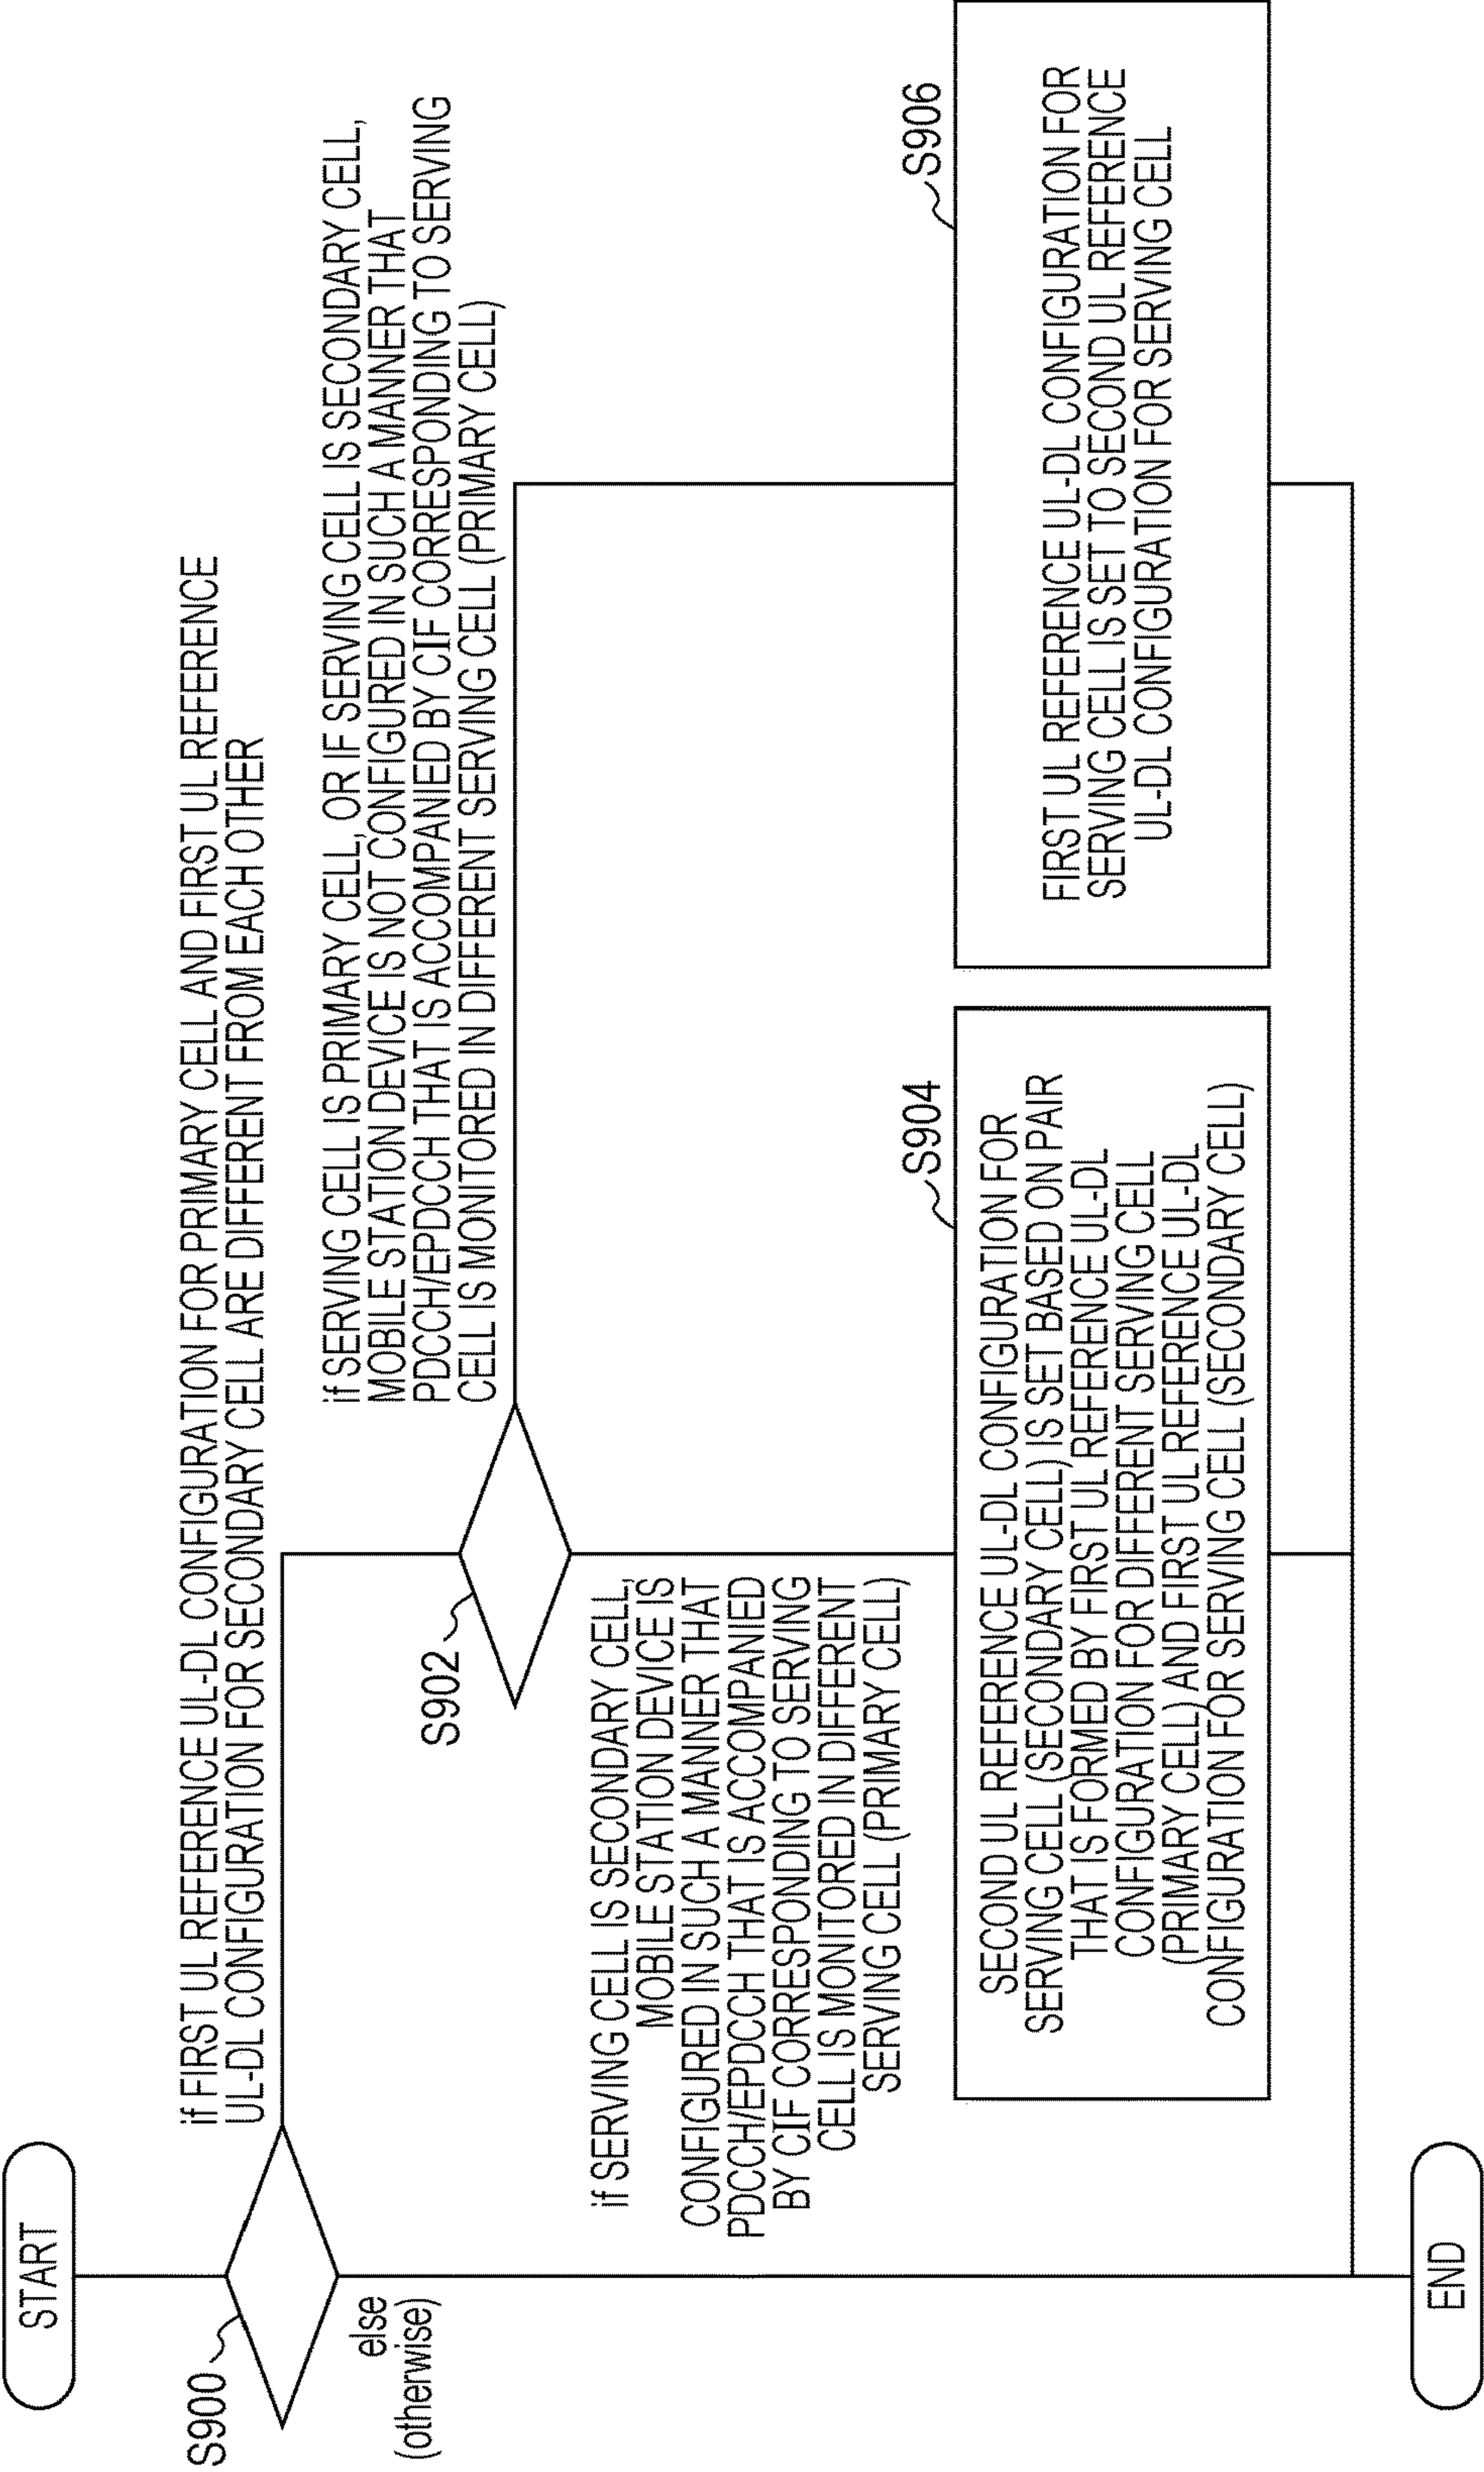 START
S900
if FIRST UL REFERENCE UL-DL CONFIGURATION FOR PRIMARY CELL AND FIRST UL REFERENCE
UL-DL CONFIGURATION FOR SECONDARY CELL ARE DIFFERENT FROM EACH OTHER
else
(otherwise)
S902
if SERVING CELL IS PRIMARY CELL, OR IF SERVING CELL IS SECONDARY CELL,
MOBILE STATION DEVICE IS NOT CONFIGURED IN SUCH A MANNER THAT
PDCCH/EPDCCH THAT IS ACCOMPANIED BY CIF CORRESPONDING TO SERVING
CELL IS MONITORED IN DIFFERENT SERVING CELL (PRIMARY CELL)
if SERVING CELL IS SECONDARY CELL,
MOBILE STATION DEVICE IS
CONFIGURED IN SUCH A MANNER THAT
PDCCH/EPDCCH THAT IS ACCOMPANIED
BY CIF CORRESPONDING TO SERVING
CELL IS MONITORED IN DIFFERENT
SERVING CELL (PRIMARY CELL)
S904
SECOND UL REFERENCE UL-DL CONFIGURATION FOR
SERVING CELL (SECONDARY CELL) IS SET BASED ON PAIR
THAT IS FORMED BY FIRST UL REFERENCE UL-DL
CONFIGURATION FOR DIFFERENT SERVING CELL
(PRIMARY CELL) AND FIRST UL REFERENCE UL-DL
CONFIGURATION FOR SERVING CELL (SECONDARY CELL)
S906
FIRST UL REFERENCE UL-DL CONFIGURATION FOR
SERVING CELL IS SET TO SECOND UL REFERENCE
UL-DL CONFIGURATION FOR SERVING CELL
END